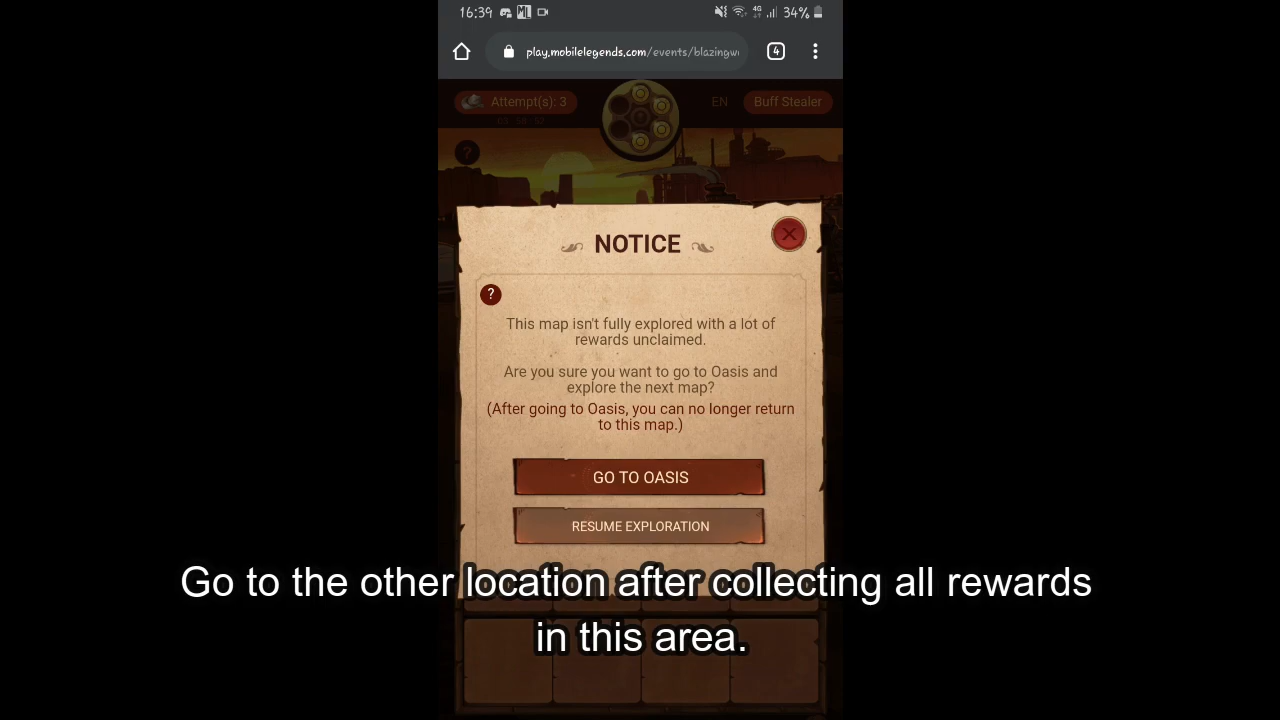 16:39 ML 4G 34%
play.mobilelegends.com/events/blazingw
4
Attempt(s): 3 EN Buff Stealer
?
NOTICE
?
This map isn't fully explored with a lot of
rewards unclaimed.
Are you sure you want to go to Oasis and
explore the next map?
(After going to Oasis, you can no longer return
to this map.)
GO TO OASIS
RESUME EXPLORATION
Go to the other location after collecting all rewards
in this area.